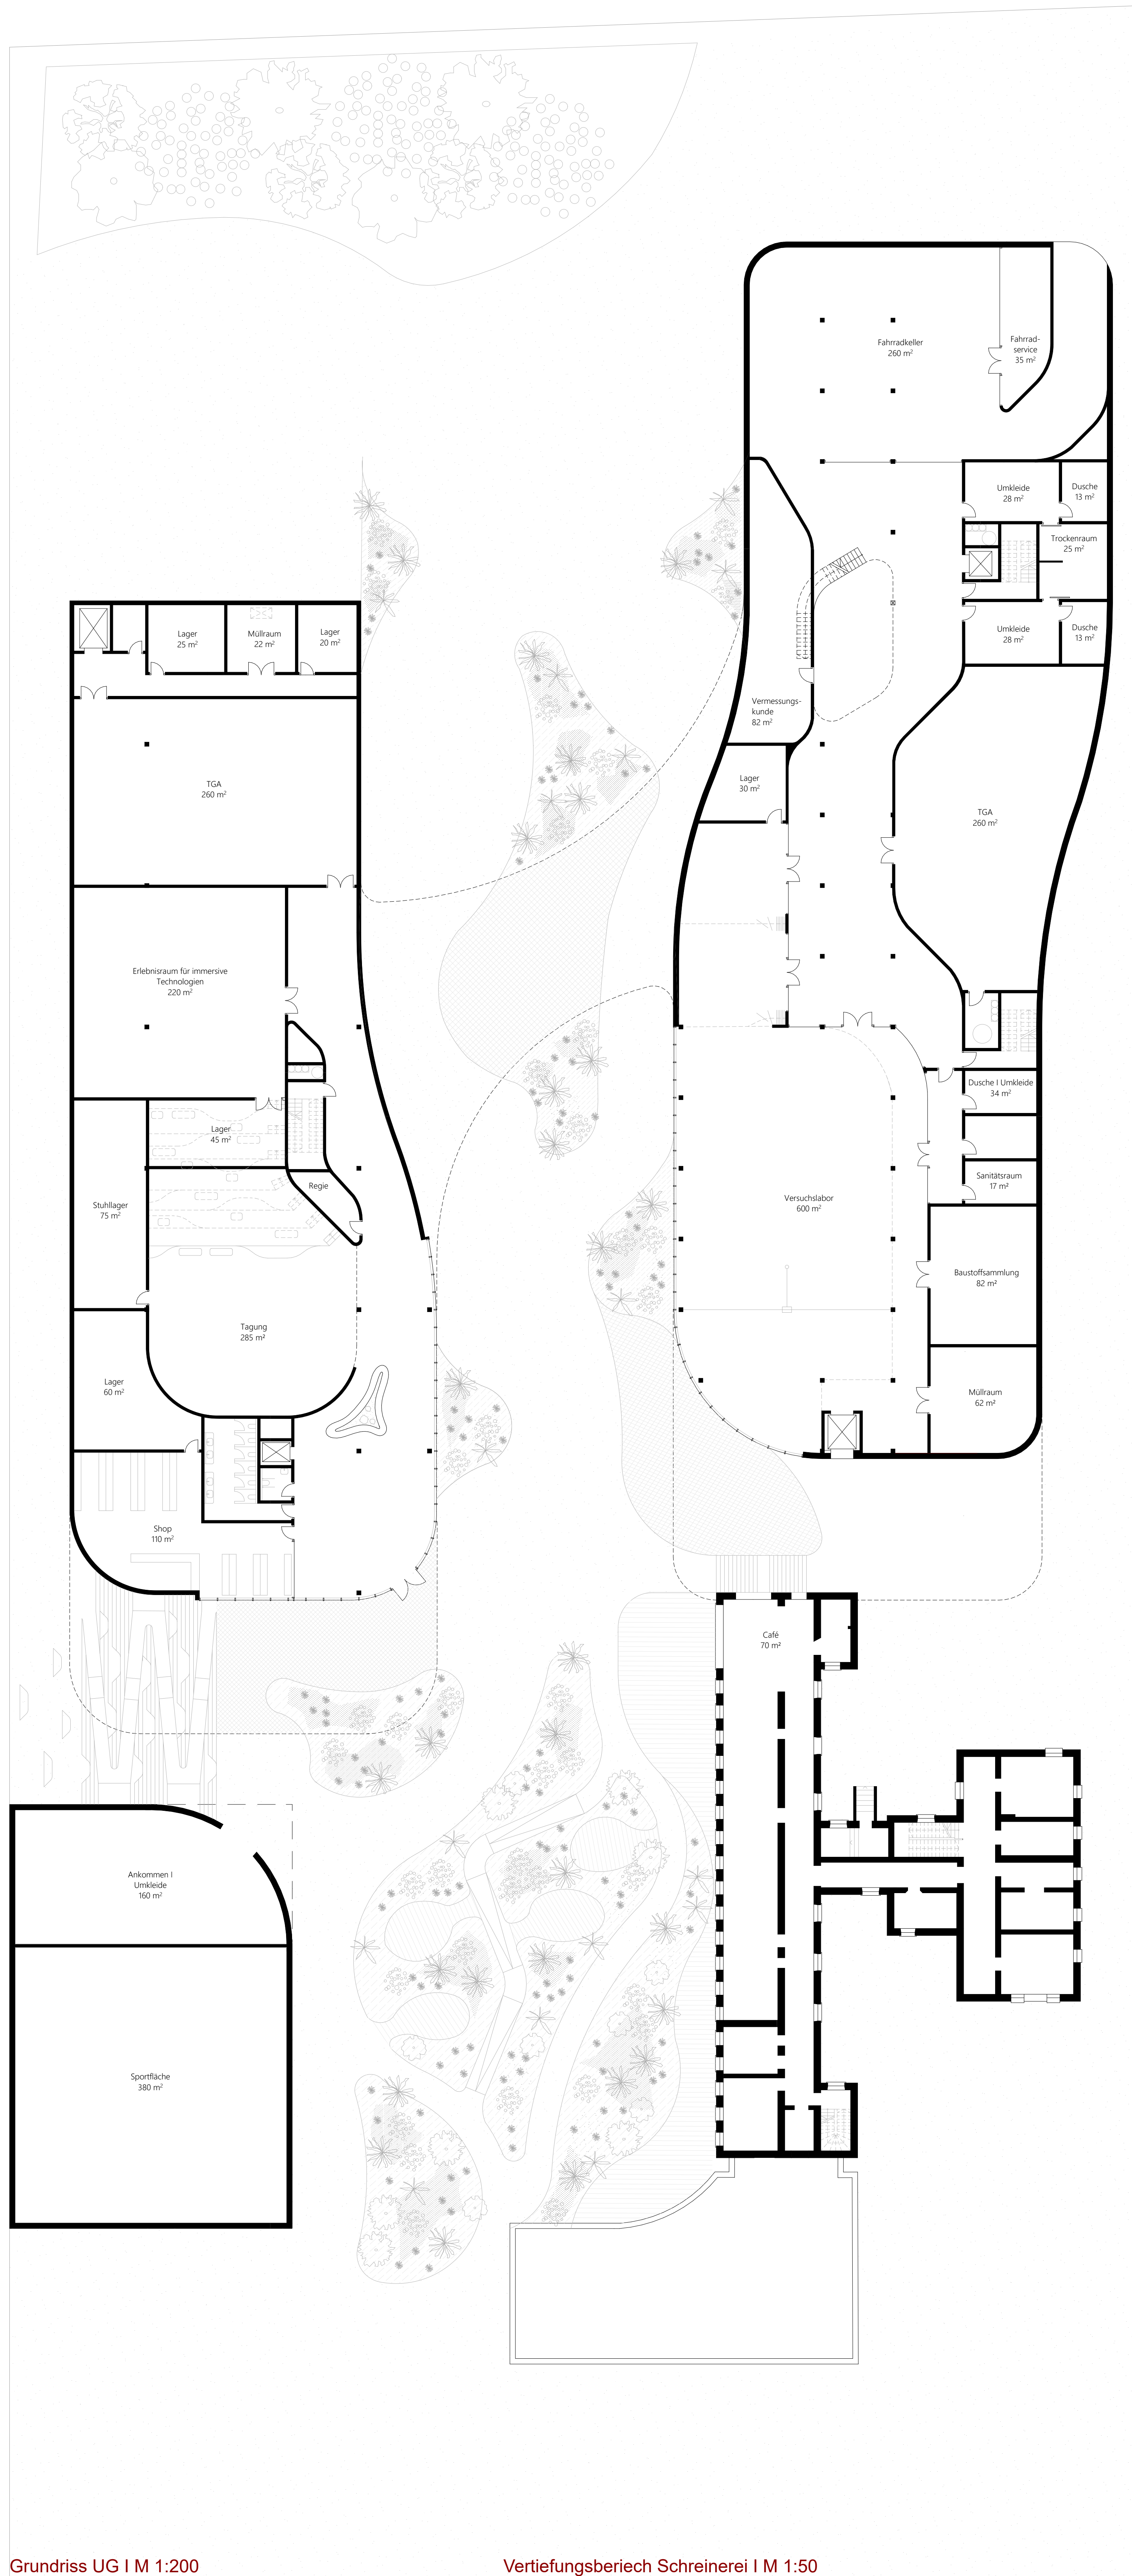 Fahrradkeller
260 m²
Fahrrad-
service
35 m²
Umkleide
28 m²
Dusche
13 m²
Trockenraum
25 m²
Umkleide
28 m²
Dusche
13 m²
Lager
25 m²
Müllraum
22 m²
Lager
20 m²
Vermessungs-
kunde
82 m²
Lager
30 m²
TGA
260 m²
TGA
260 m²
Erlebnisraum für immersive
Technologien
220 m²
Lager
45 m²
Regie
Stuhllager
75 m²
Dusche I Umkleide
34 m²
Sanitätsraum
17 m²
Versuchslabor
600 m²
Baustoffsammlung
82 m²
Tagung
285 m²
Lager
60 m²
Müllraum
62 m²
Shop
110 m²
Café
70 m²
Ankommen I
Umkleide
160 m²
Sportfläche
380 m²
Grundriss UG I M 1:200
Vertiefungsberiech Schreinerei I M 1:50